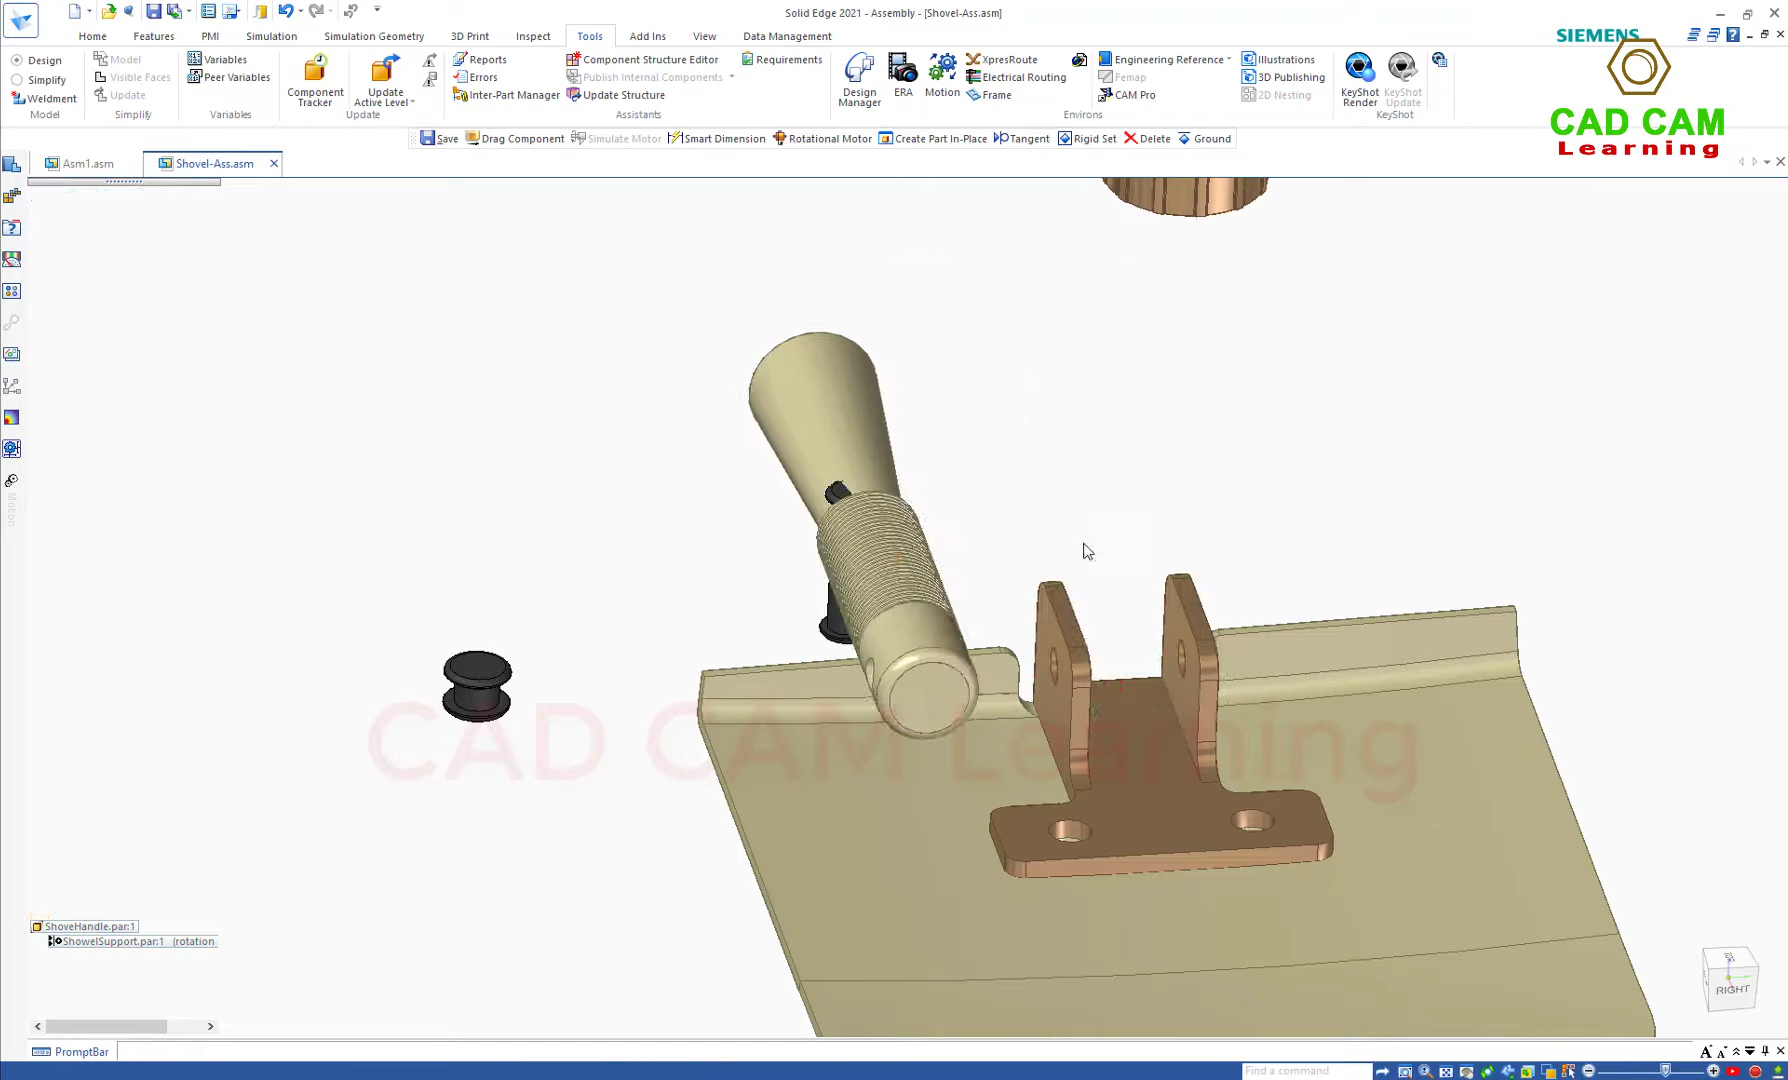 Solid Edge 2021 - Assembly - [Shovel-Ass.asm]
Home Features PMI Simulation Simulation Geometry 3D Print Inspect Tools Add Ins View Data Management
SIEMENS
Design
Simplify
Weldment
Model
Model
Visible Faces
Update
Simplify
Variables
Peer Variables
Variables
Component Tracker
Update Active Level
Update
Reports
Errors
Inter-Part Manager
Component Structure Editor
Publish Internal Components
Update Structure
Requirements
Assistants
Design Manager
ERA
Motion
XpresRoute
Electrical Routing
Frame
Engineering Reference
Femap
CAM Pro
Illustrations
3D Publishing
2D Nesting
Environs
KeyShot Render
KeyShot Update
KeyShot
CAD CAM
Learning
Save Drag Component Simulate Motor Smart Dimension Rotational Motor Create Part In-Place Tangent Rigid Set Delete Ground
Asm1.asm Shovel-Ass.asm
Motion
CAD CAM Learning
ShoveHandle.par:1
ShowelSupport.par:1 (rotation
RIGHT
PromptBar
Find a command